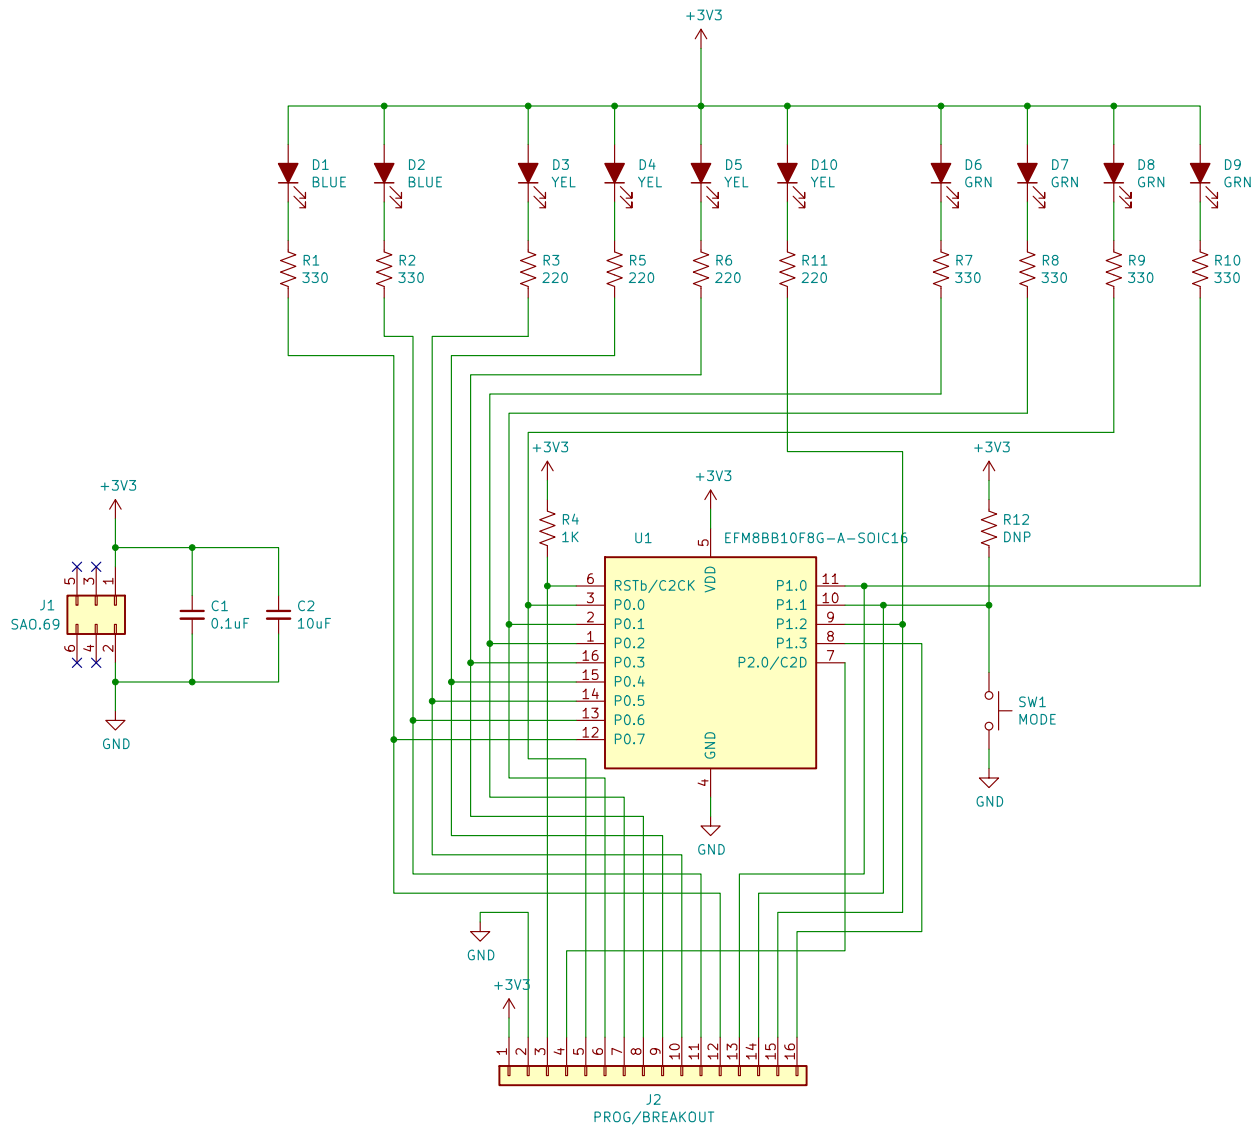 +3V3
D1
BLUE
D2
BLUE
D3
YEL
D4
YEL
D5
YEL
D10
YEL
D6
GRN
D7
GRN
D8
GRN
D9
GRN
R1
330
R2
330
R3
220
R5
220
R6
220
R11
220
R7
330
R8
330
R9
330
R10
330
+3V3
R4
1K
+3V3
+3V3
R12
DNP
+3V3
5 3 1
J1
SAO.69
6 4 2
C1
0.1uF
C2
10uF
GND
U1
EFM8BB10F8G-A-SOIC16
5
VDD
6 RSTb/C2CK
3 P0.0
2 P0.1
1 P0.2
16 P0.3
15 P0.4
14 P0.5
13 P0.6
12 P0.7
P1.0 11
P1.1 10
P1.2 9
P1.3 8
P2.0/C2D 7
GND
4
GND
SW1
MODE
GND
GND
+3V3
1 2 3 4 5 6 7 8 9 10 11 12 13 14 15 16
J2
PROG/BREAKOUT